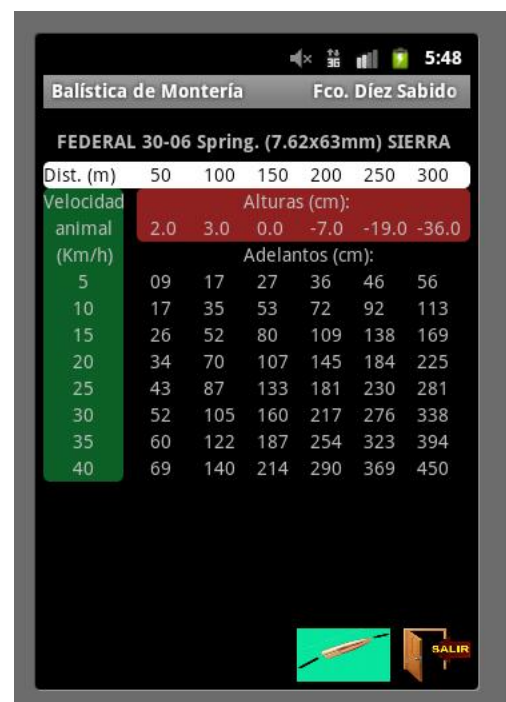 3G 5:48
Balística de Montería Fco. Díez Sabido
FEDERAL 30-06 Spring. (7.62x63mm) SIERRA
Dist. (m) 50 100 150 200 250 300
Velocidad Alturas (cm):
animal 2.0 3.0 0.0 -7.0 -19.0 -36.0
(Km/h) Adelantos (cm):
5 09 17 27 36 46 56
10 17 35 53 72 92 113
15 26 52 80 109 138 169
20 34 70 107 145 184 225
25 43 87 133 181 230 281
30 52 105 160 217 276 338
35 60 122 187 254 323 394
40 69 140 214 290 369 450
SALIR